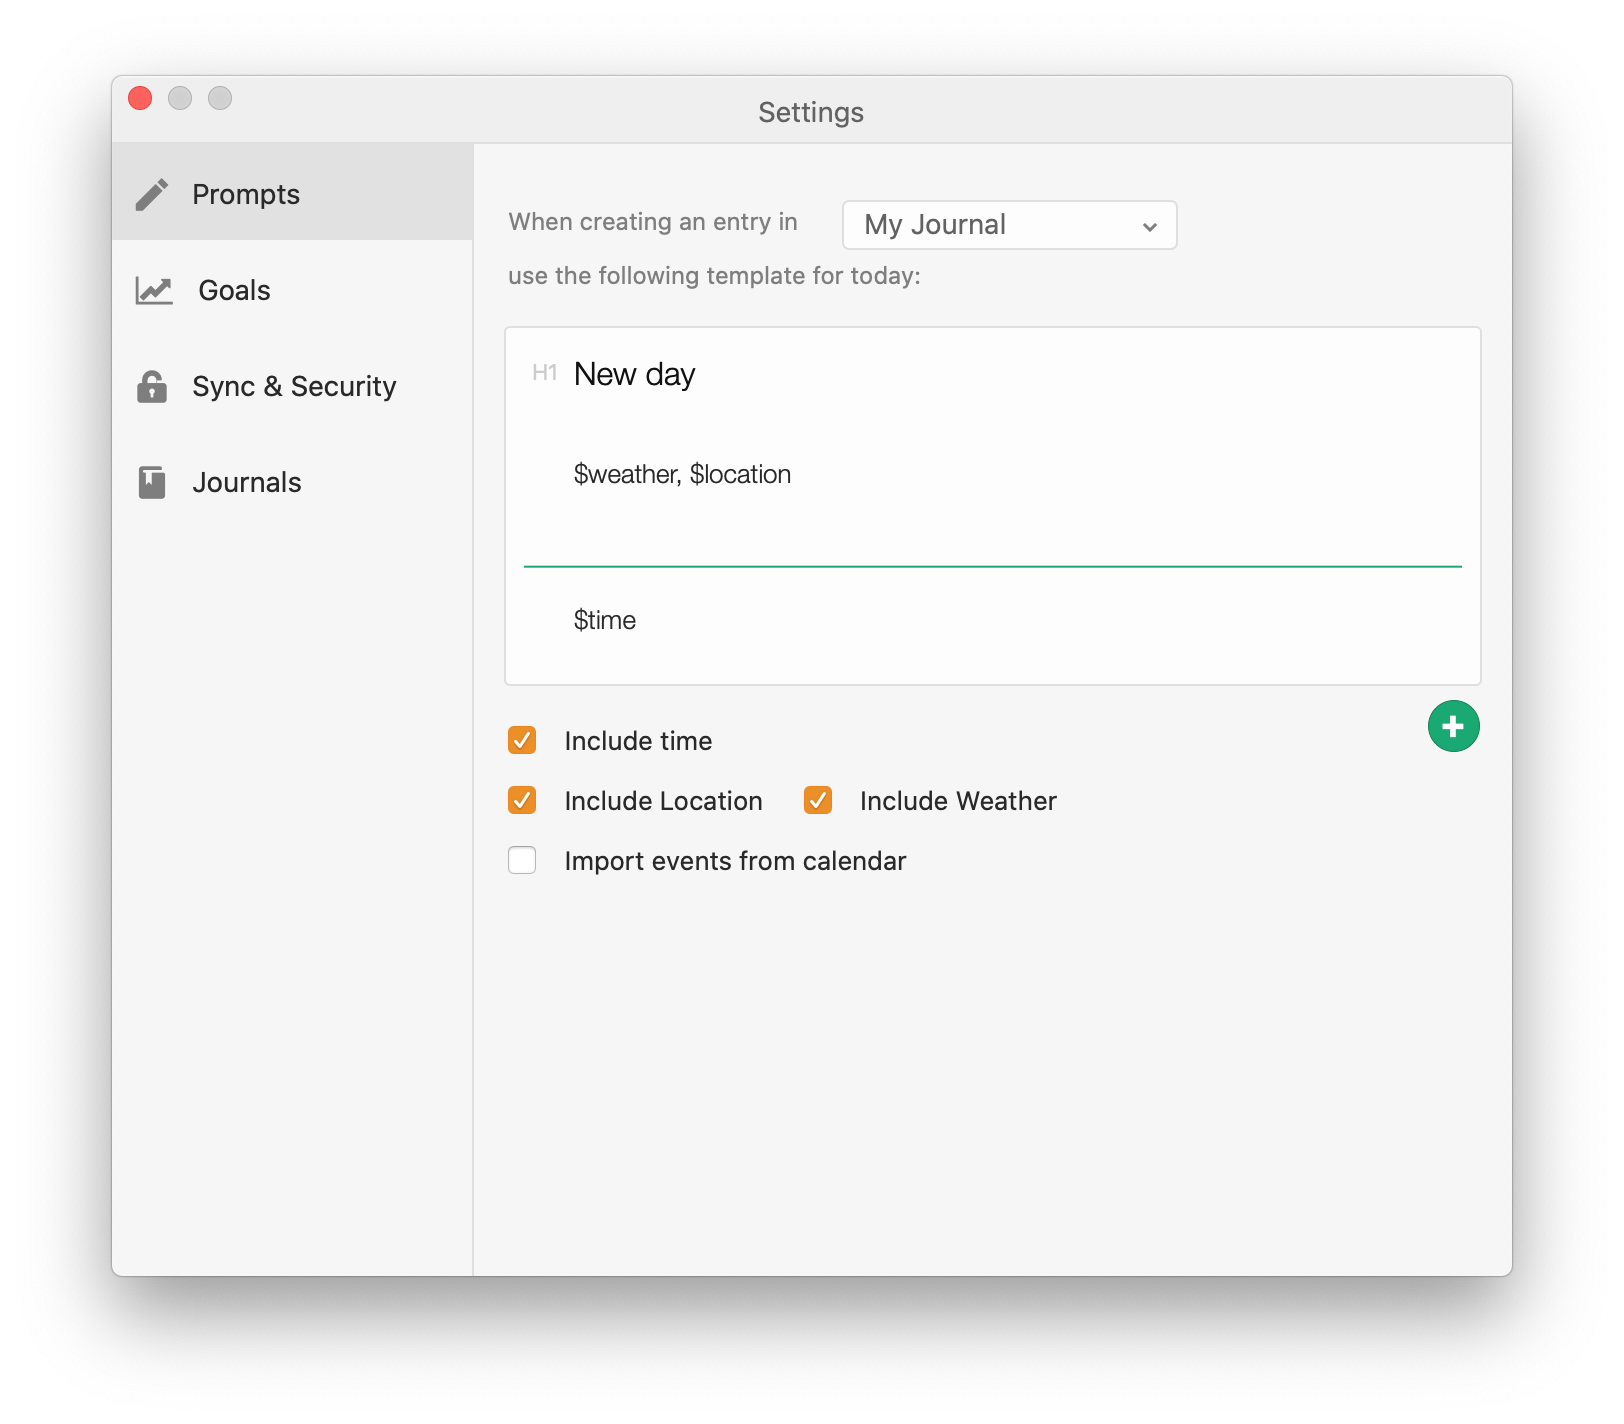 Settings
Prompts
Goals
Sync & Security
Journals
When creating an entry in
My Journal
use the following template for today:
H1 New day
$weather, $location
$time
Include time
Include Location
Include Weather
Import events from calendar